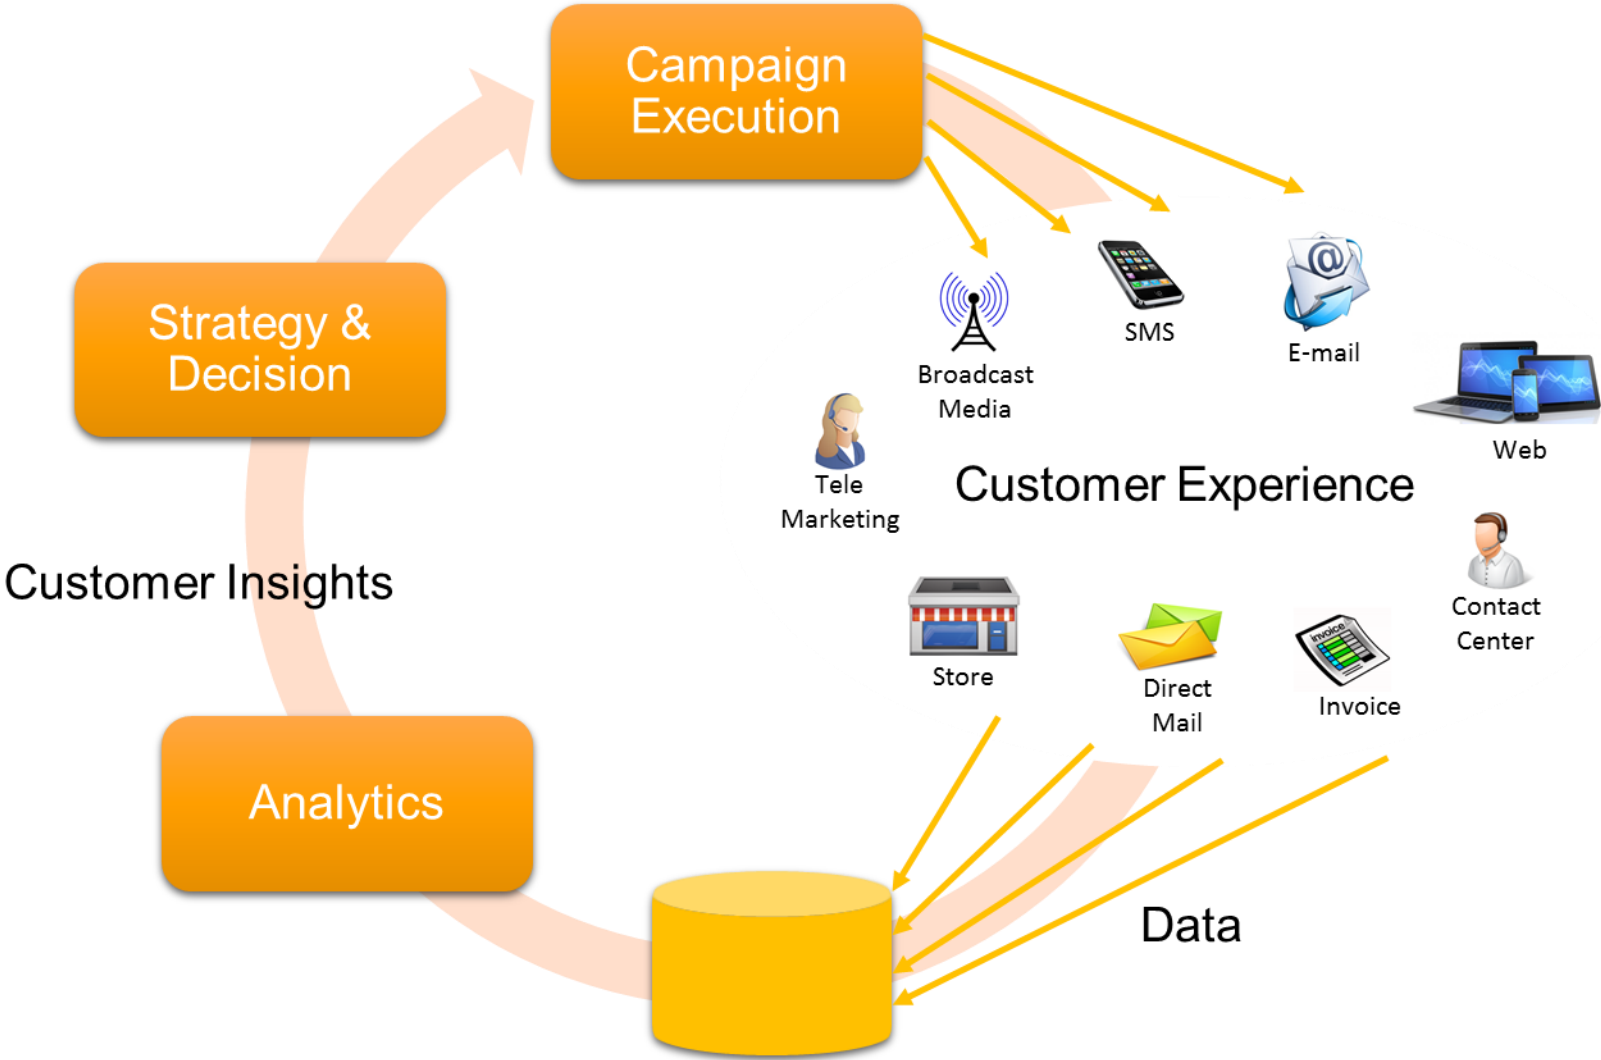 Campaign
Execution
Strategy &
Decision
SMS
E-mail
Broadcast
Media
Web
Tele
Marketing
Customer Experience
Customer Insights
Contact
Center
Store
Direct
Mail
invoice
Invoice
Analytics
Data